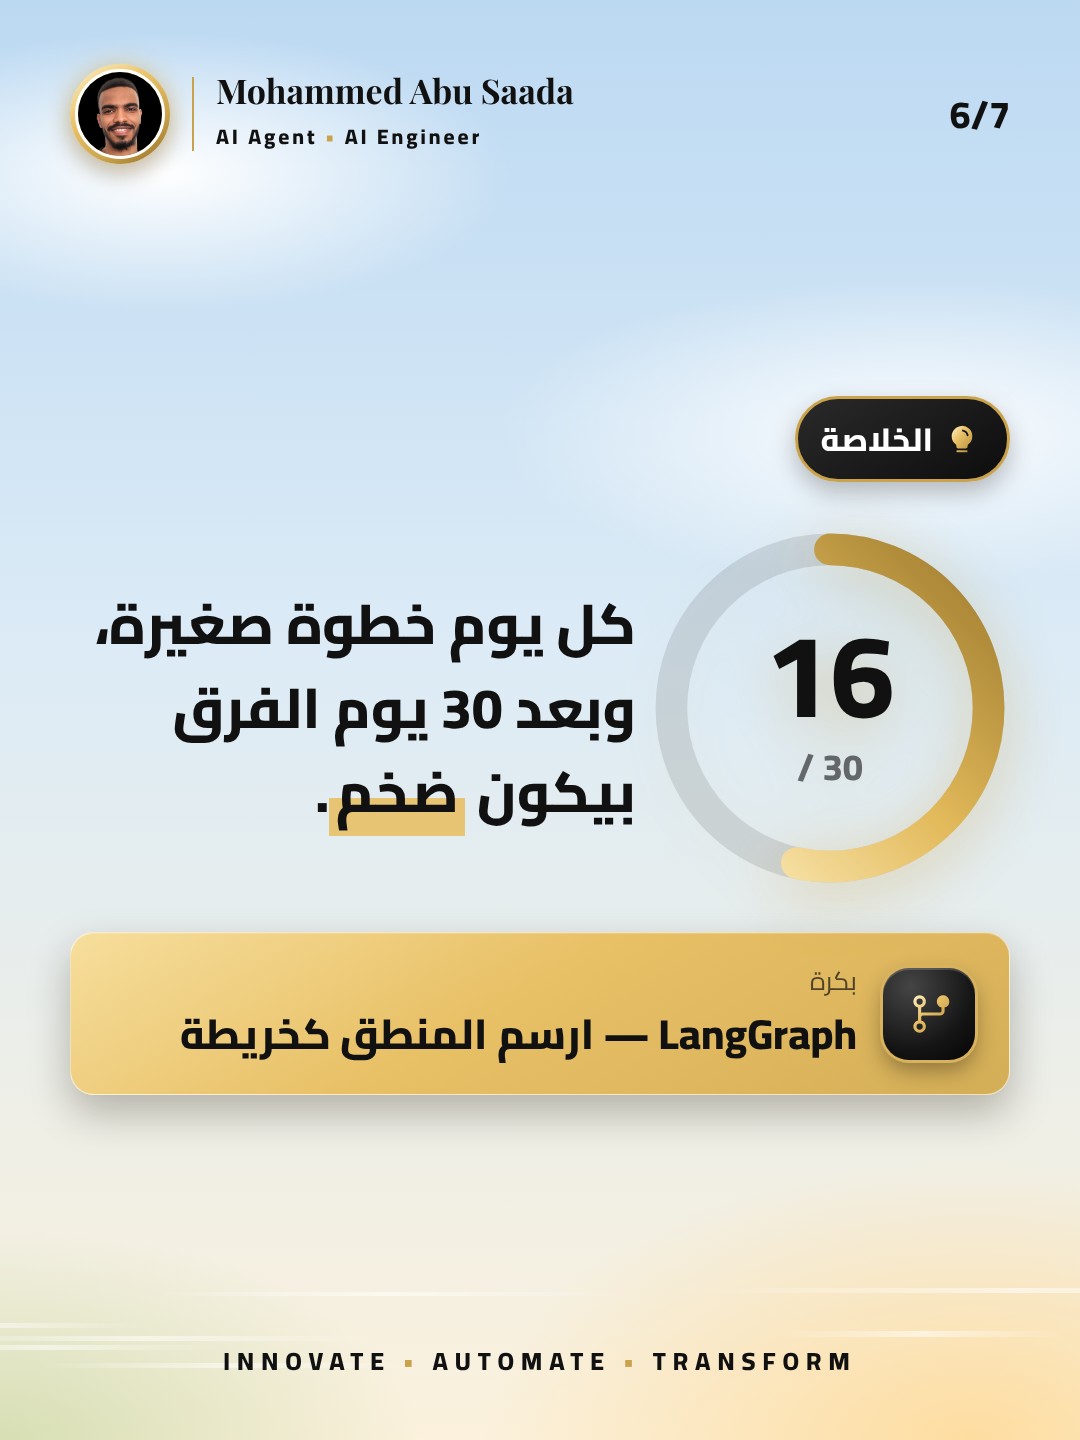 Mohammed Abu Saada
AI Agent ▪ AI Engineer
6/7
الخلاصة
16
/ 30
كل يوم خطوة صغيرة،
وبعد 30 يوم الفرق
بيكون ضخم.
بكرة
LangGraph — ارسم المنطق كخريطة
INNOVATE ▪ AUTOMATE ▪ TRANSFORM